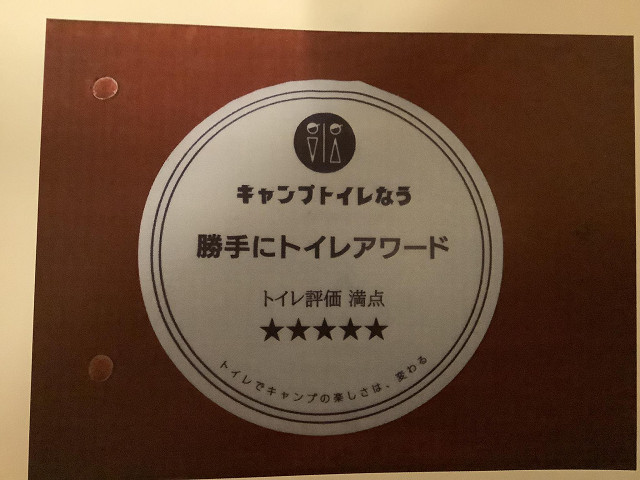 キャンプトイレなう
勝手にトイレアワード
トイレ評価 満点
★★★★★
トイレでキャンプの楽しさは、変わる